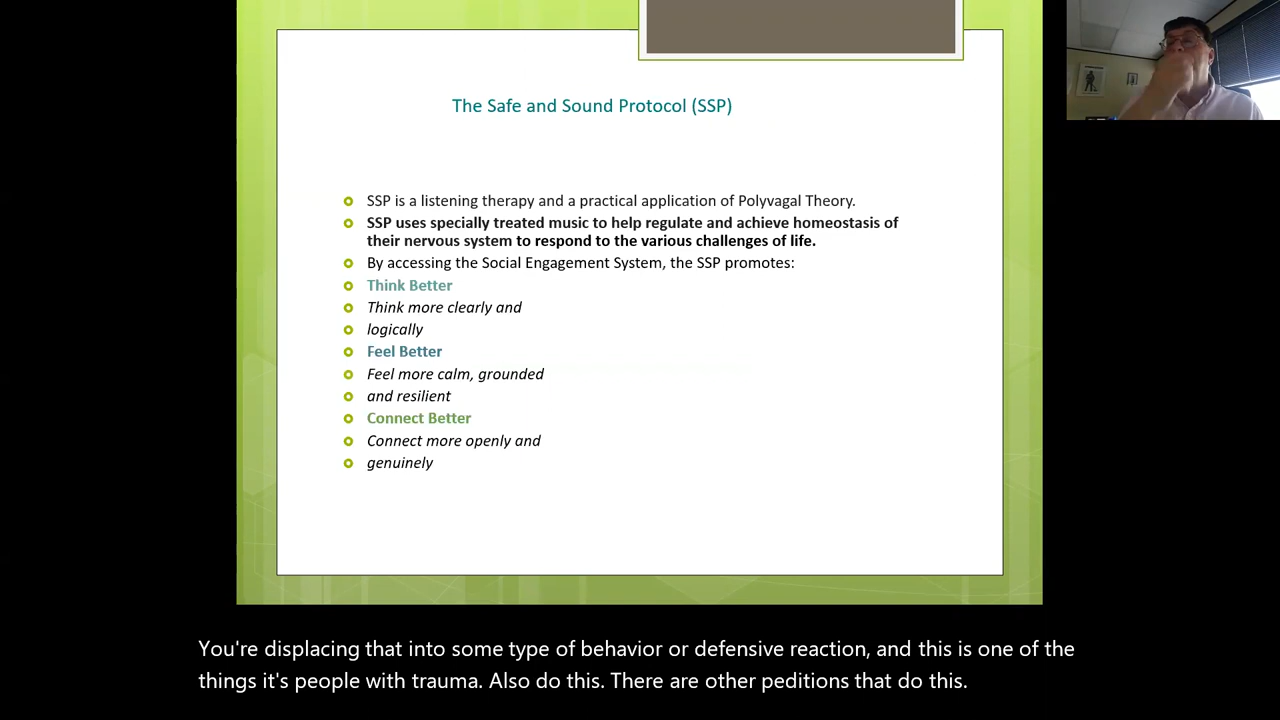 The Safe and Sound Protocol (SSP)
SSP is a listening therapy and a practical application of Polyvagal Theory.
SSP uses specially treated music to help regulate and achieve homeostasis of
their nervous system to respond to the various challenges of life.
By accessing the Social Engagement System, the SSP promotes:
Think Better
Think more clearly and
logically
Feel Better
Feel more calm, grounded
and resilient
Connect Better
Connect more openly and
genuinely
You're displacing that into some type of behavior or defensive reaction, and this is one of the
things it's people with trauma. Also do this. There are other peditions that do this.